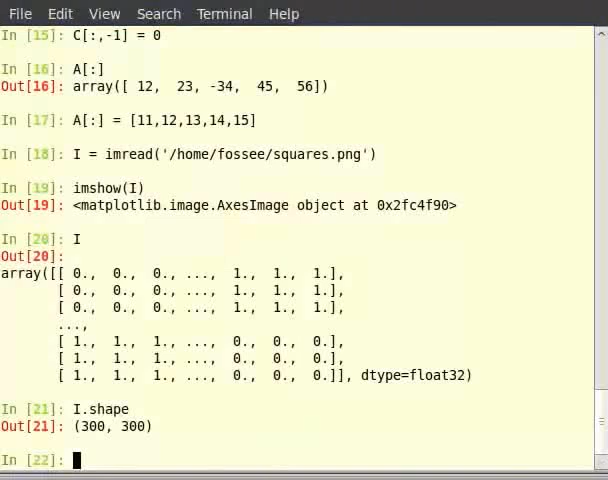 File Edit View Search Terminal Help
In [15]: C[:,-1] = 0
In [16]: A[:]
Out[16]: array([ 12,  23, -34,  45,  56])
In [17]: A[:] = [11,12,13,14,15]
In [18]: I = imread('/home/fossee/squares.png')
In [19]: imshow(I)
Out[19]: <matplotlib.image.AxesImage object at 0x2fc4f90>
In [20]: I
Out[20]:
array([[ 0.,  0.,  0., ...,  1.,  1.,  1.],
       [ 0.,  0.,  0., ...,  1.,  1.,  1.],
       [ 0.,  0.,  0., ...,  1.,  1.,  1.],
       ...,
       [ 1.,  1.,  1., ...,  0.,  0.,  0.],
       [ 1.,  1.,  1., ...,  0.,  0.,  0.],
       [ 1.,  1.,  1., ...,  0.,  0.,  0.]], dtype=float32)
In [21]: I.shape
Out[21]: (300, 300)
In [22]: